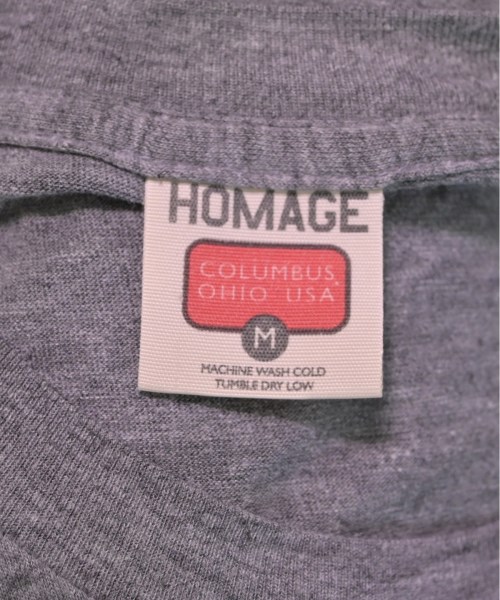 HOMAGE
COLUMBUS,
OHIO USA
M
MACHINE WASH COLD
TUMBLE DRY LOW